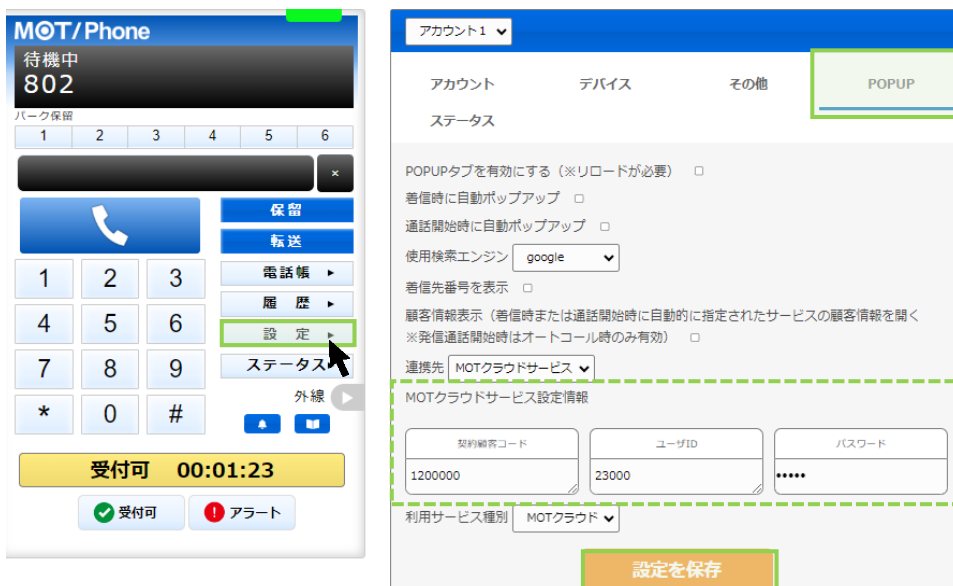 MOT/Phone
待機中
802
パーク保留
1 2 3 4 5 6
×
保留
転送
1 2 3
電話帳 ▶
履 歴 ▶
4 5 6
設 定 ▶
7 8 9
ステータス
外線
* 0 #
受付可 00:01:23
受付可
アラート
アカウント1
アカウント デバイス その他 POPUP
ステータス
POPUPタブを有効にする（※リロードが必要）
着信時に自動ポップアップ
通話開始時に自動ポップアップ
使用検索エンジン google
着信先番号を表示
顧客情報表示（着信時または通話開始時に自動的に指定されたサービスの顧客情報を開く
※発信通話開始時はオートコール時のみ有効）
連携先 MOTクラウドサービス
MOTクラウドサービス設定情報
契約顧客コード ユーザID パスワード
1200000 23000 •••••
利用サービス種別 MOTクラウド
設定を保存